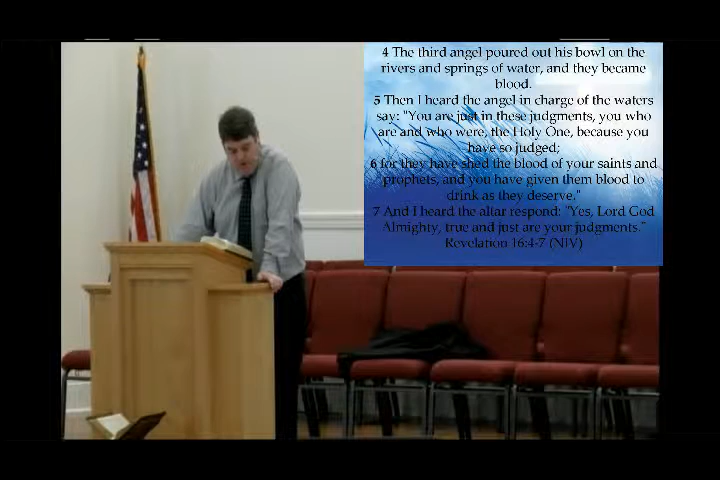 4 The third angel poured out his bowl on the
rivers and springs of water, and they became
blood.
5 Then I heard the angel in charge of the waters
say: "You are just in these judgments, you who
are and who were, the Holy One, because you
have so judged;
6 for they have shed the blood of your saints and
prophets, and you have given them blood to
drink as they deserve."
7 And I heard the altar respond: "Yes, Lord God
Almighty, true and just are your judgments."
Revelation 16:4-7 (NIV)